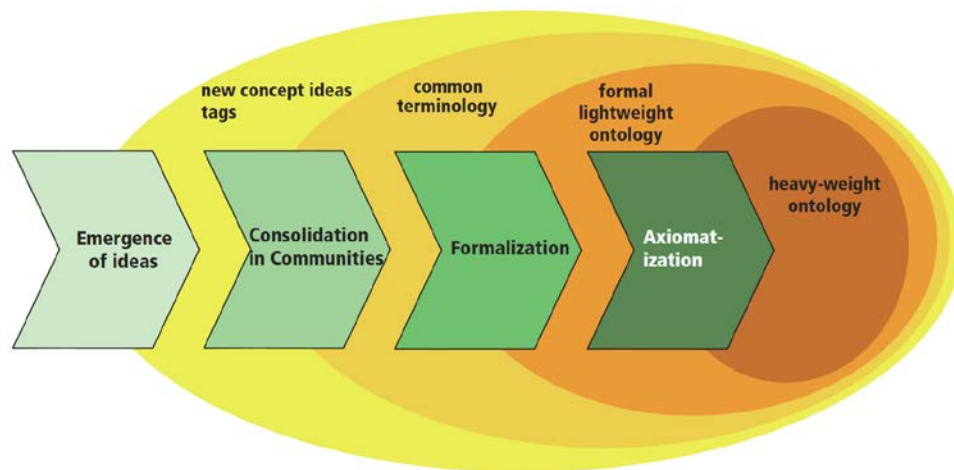 new concept ideas
tags
common
terminology
formal
lightweight
ontology
heavy-weight
ontology
Emergence
of ideas
Consolidation
in Communities
Formalization
Axiomat-
ization